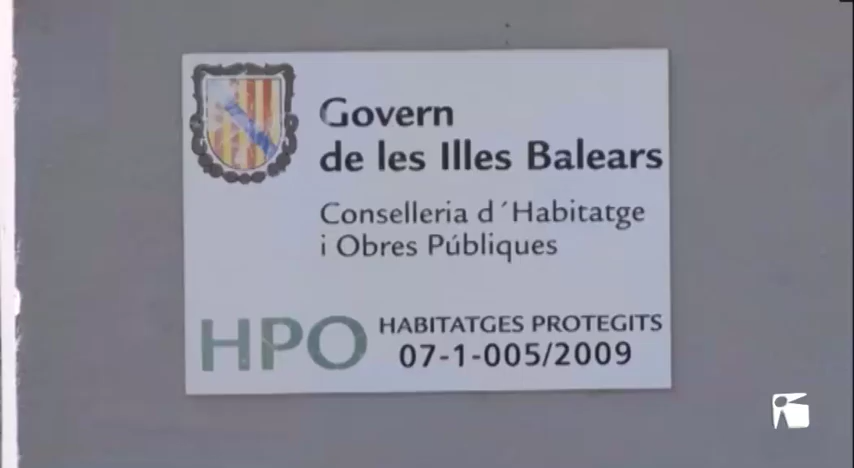 Govern
de les Illes Balears
Conselleria d´Habitatge
i Obres Públiques
HPO HABITATGES PROTEGITS
07-1-005/2009